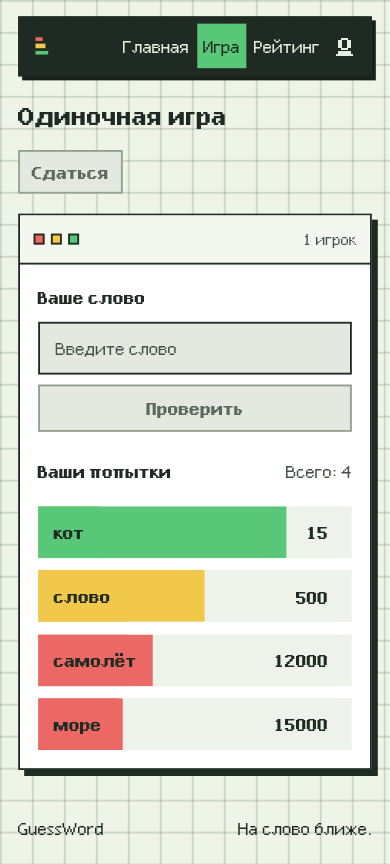 Главная Игра Рейтинг
Одиночная игра
Сдаться
1 игрок
Ваше слово
Введите слово
Проверить
Ваши попытки Всего: 4
кот 15
слово 500
самолёт 12000
море 15000
GuessWord На слово ближе.